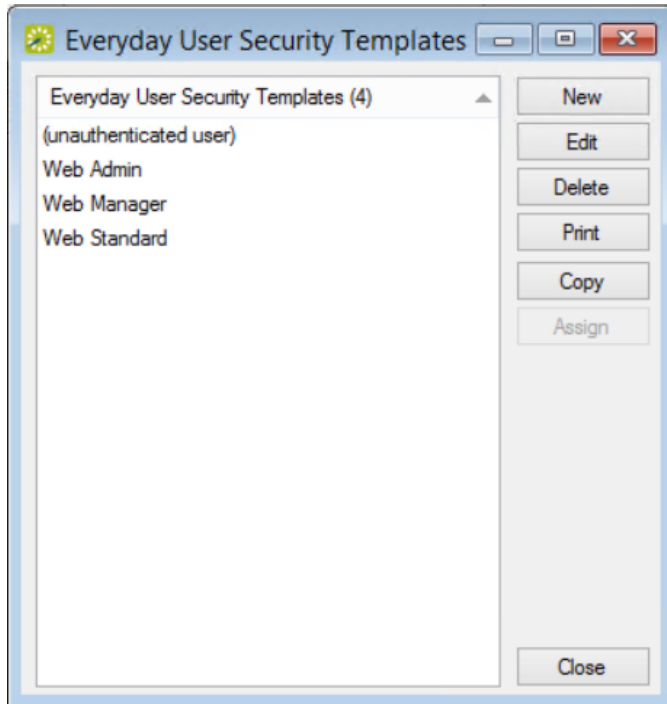 Everyday User Security Templates
Everyday User Security Templates (4)
(unauthenticated user)
Web Admin
Web Manager
Web Standard
New
Edit
Delete
Print
Copy
Assign
Close